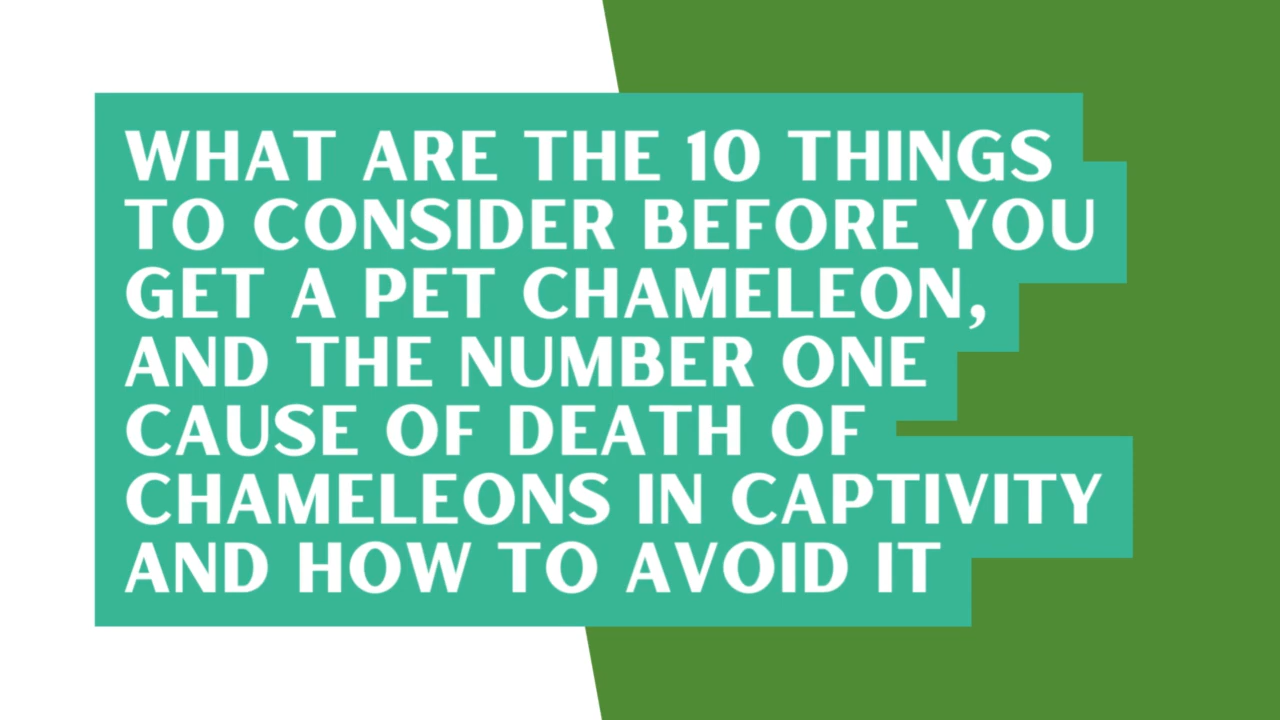 WHAT ARE THE 10 THINGS
TO CONSIDER BEFORE YOU
GET A PET CHAMELEON,
AND THE NUMBER ONE
CAUSE OF DEATH OF
CHAMELEONS IN CAPTIVITY
AND HOW TO AVOID IT